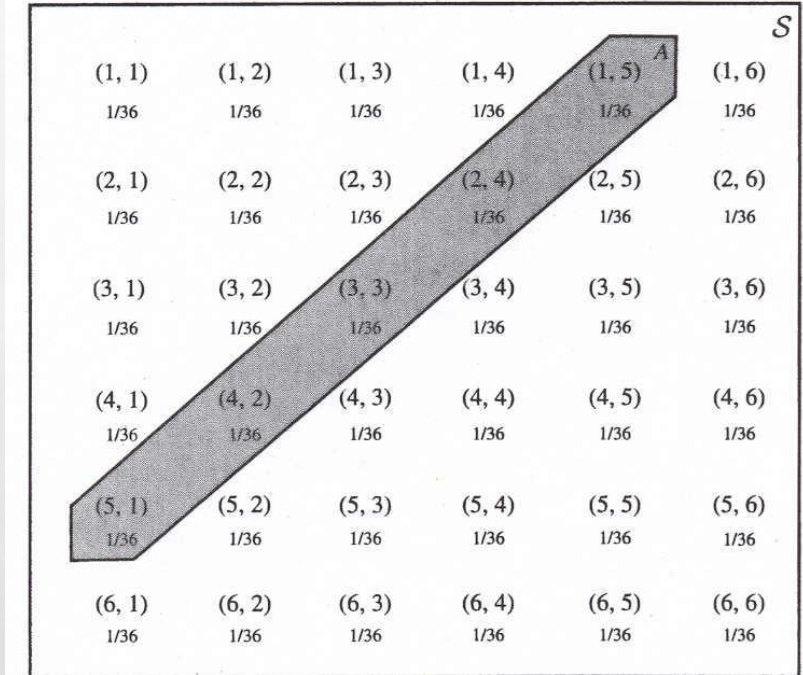 S
A
(1, 1) (1, 2) (1, 3) (1, 4) (1, 5) (1, 6)
1/36 1/36 1/36 1/36 1/36 1/36
(2, 1) (2, 2) (2, 3) (2, 4) (2, 5) (2, 6)
1/36 1/36 1/36 1/36 1/36 1/36
(3, 1) (3, 2) (3, 3) (3, 4) (3, 5) (3, 6)
1/36 1/36 1/36 1/36 1/36 1/36
(4, 1) (4, 2) (4, 3) (4, 4) (4, 5) (4, 6)
1/36 1/36 1/36 1/36 1/36 1/36
(5, 1) (5, 2) (5, 3) (5, 4) (5, 5) (5, 6)
1/36 1/36 1/36 1/36 1/36 1/36
(6, 1) (6, 2) (6, 3) (6, 4) (6, 5) (6, 6)
1/36 1/36 1/36 1/36 1/36 1/36